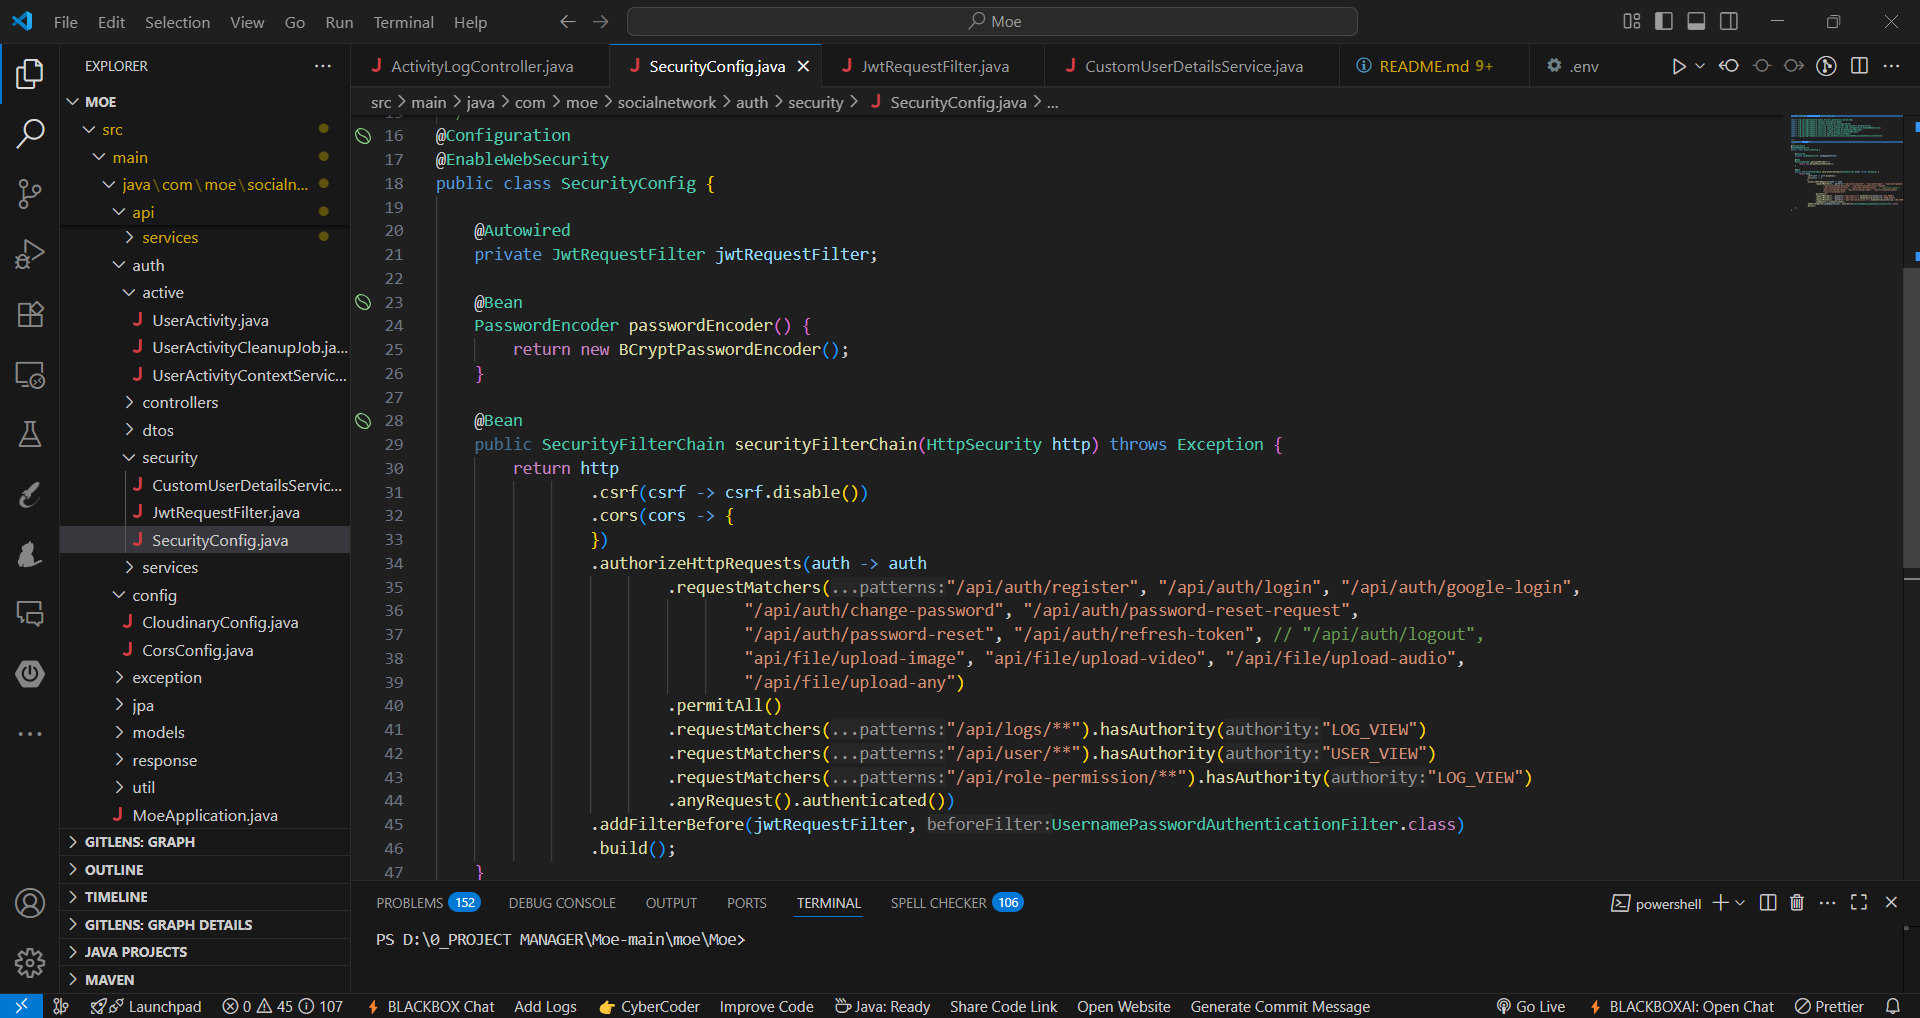 File Edit Selection View Go Run Terminal Help
Moe
EXPLORER
MOE
src
main
java\com\moe\socialn...
api
services
auth
active
UserActivity.java
UserActivityCleanupJob.ja...
UserActivityContextServic...
controllers
dtos
security
CustomUserDetailsServic...
JwtRequestFilter.java
SecurityConfig.java
services
config
CloudinaryConfig.java
CorsConfig.java
exception
jpa
models
response
util
MoeApplication.java
GITLENS: GRAPH
OUTLINE
TIMELINE
GITLENS: GRAPH DETAILS
JAVA PROJECTS
MAVEN
ActivityLogController.java SecurityConfig.java JwtRequestFilter.java CustomUserDetailsService.java README.md 9+ .env
src > main > java > com > moe > socialnetwork > auth > security > SecurityConfig.java > ...
16 @Configuration
17 @EnableWebSecurity
18 public class SecurityConfig {
19
20 @Autowired
21 private JwtRequestFilter jwtRequestFilter;
22
23 @Bean
24 PasswordEncoder passwordEncoder() {
25 return new BCryptPasswordEncoder();
26 }
27
28 @Bean
29 public SecurityFilterChain securityFilterChain(HttpSecurity http) throws Exception {
30 return http
31 .csrf(csrf -> csrf.disable())
32 .cors(cors -> {
33 })
34 .authorizeHttpRequests(auth -> auth
35 .requestMatchers(...patterns:"/api/auth/register", "/api/auth/login", "/api/auth/google-login",
36 "/api/auth/change-password", "/api/auth/password-reset-request",
37 "/api/auth/password-reset", "/api/auth/refresh-token", // "/api/auth/logout",
38 "api/file/upload-image", "api/file/upload-video", "/api/file/upload-audio",
39 "/api/file/upload-any")
40 .permitAll()
41 .requestMatchers(...patterns:"/api/logs/**").hasAuthority(authority:"LOG_VIEW")
42 .requestMatchers(...patterns:"/api/user/**").hasAuthority(authority:"USER_VIEW")
43 .requestMatchers(...patterns:"/api/role-permission/**").hasAuthority(authority:"LOG_VIEW")
44 .anyRequest().authenticated())
45 .addFilterBefore(jwtRequestFilter, beforeFilter:UsernamePasswordAuthenticationFilter.class)
46 .build();
47 }
PROBLEMS 152 DEBUG CONSOLE OUTPUT PORTS TERMINAL SPELL CHECKER 106 powershell
PS D:\0_PROJECT MANAGER\Moe-main\moe\Moe>
Launchpad 0 45 107 BLACKBOX Chat Add Logs CyberCoder Improve Code Java: Ready Share Code Link Open Website Generate Commit Message Go Live BLACKBOXAI: Open Chat Prettier